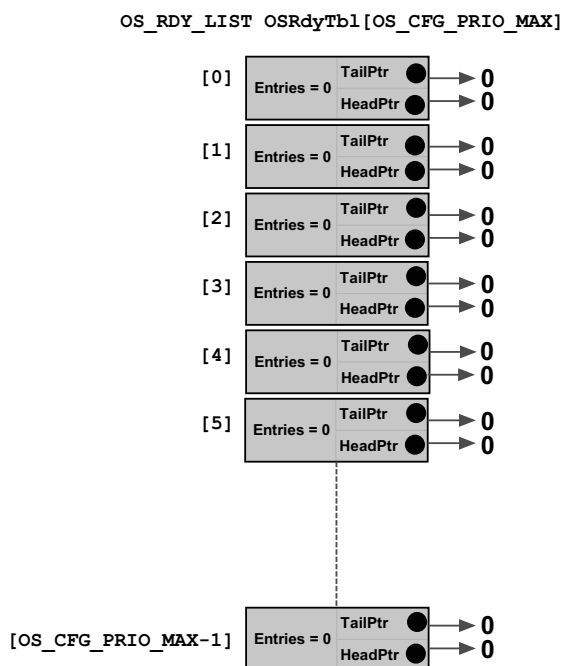 OS_RDY_LIST OSRdyTbl[OS_CFG_PRIO_MAX]
[0] Entries = 0 TailPtr 0
HeadPtr 0
[1] Entries = 0 TailPtr 0
HeadPtr 0
[2] Entries = 0 TailPtr 0
HeadPtr 0
[3] Entries = 0 TailPtr 0
HeadPtr 0
[4] Entries = 0 TailPtr 0
HeadPtr 0
[5] Entries = 0 TailPtr 0
HeadPtr 0
[OS_CFG_PRIO_MAX-1] Entries = 0 TailPtr 0
HeadPtr 0